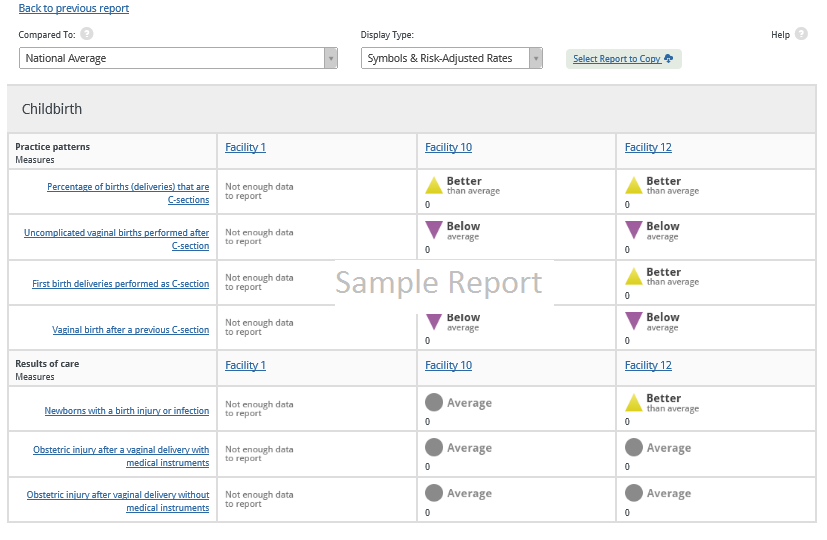 Back to previous report
Compared To: ?
Display Type:
Help ?
National Average
Symbols & Risk-Adjusted Rates
Select Report to Copy
Childbirth
Practice patterns
Measures
Facility 1
Facility 10
Facility 12
Percentage of births (deliveries) that are
C-sections
Not enough data
to report
Better
than average
0
Better
than average
0
Uncomplicated vaginal births performed after
C-section
Not enough data
to report
Below
average
0
Below
average
0
First birth deliveries performed as C-section
Not enough data
to report
Sample Report
Better
than average
0
Vaginal birth after a previous C-section
Not enough data
to report
Below
average
0
Below
average
0
Results of care
Measures
Facility 1
Facility 10
Facility 12
Newborns with a birth injury or infection
Not enough data
to report
Average
0
Better
than average
0
Obstetric injury after a vaginal delivery with
medical instruments
Not enough data
to report
Average
0
Average
0
Obstetric injury after vaginal delivery without
medical instruments
Not enough data
to report
Average
0
Average
0